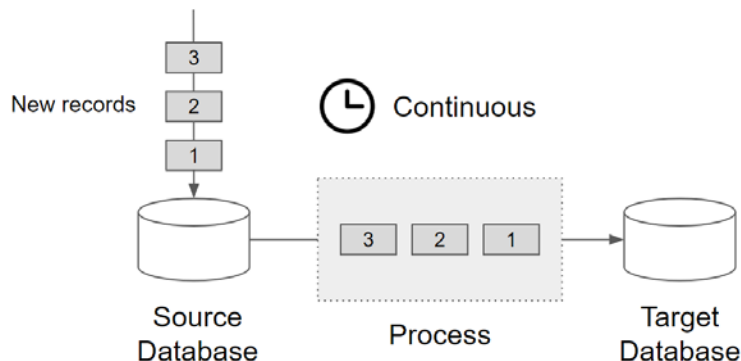 3
New records
2
Continuous
1
3
2
1
Source
Database
Process
Target
Database